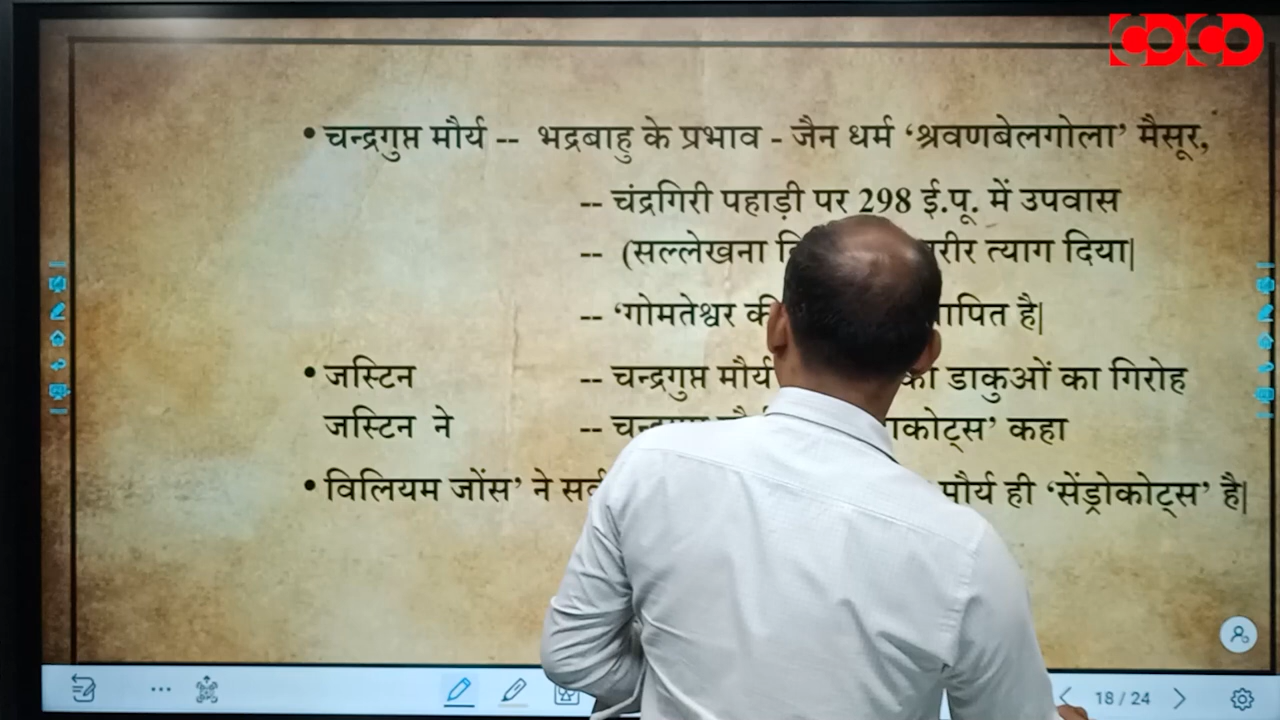 COCO
• चन्द्रगुप्त मौर्य -- भद्रबाहु के प्रभाव - जैन धर्म ‘श्रवणबेलगोला’ मैसूर,
-- चंद्रगिरी पहाड़ी पर 298 ई.पू. में उपवास
-- (सल्लेखना त्याग दिया|
-- ‘गोमतेश्वर है|
• जस्टिन -- चन्द्रगुप्त मौर्य डाकुओं का गिरोह
जस्टिन ने -- कहा
• विलियम जोंस’ ने मौर्य ही ‘सेंड्रोकोट्स’ है|
18 / 24